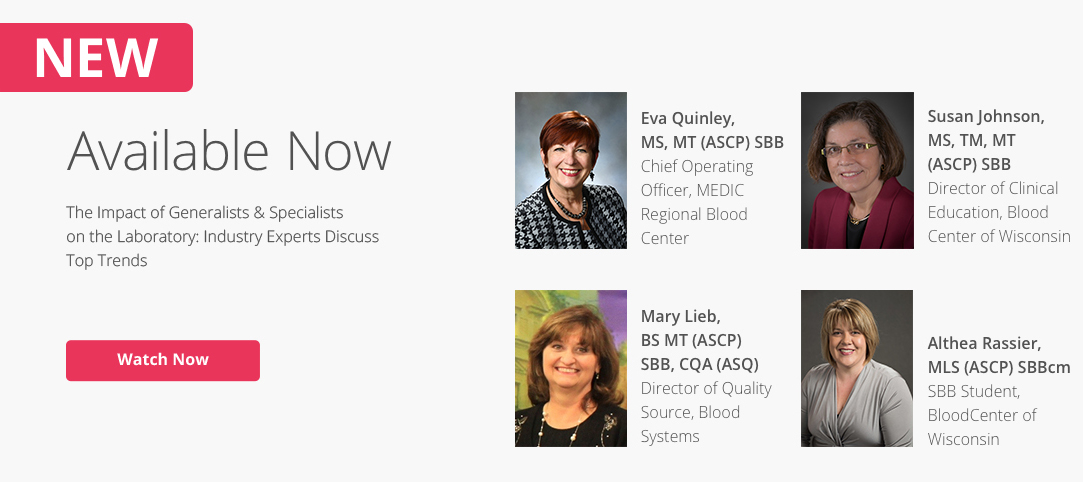 NEW
Available Now
The Impact of Generalists & Specialists
on the Laboratory: Industry Experts Discuss
Top Trends
Watch Now
Eva Quinley,
MS, MT (ASCP) SBB
Chief Operating
Officer, MEDIC
Regional Blood
Center
Susan Johnson,
MS, TM, MT
(ASCP) SBB
Director of Clinical
Education, Blood
Center of Wisconsin
Mary Lieb,
BS MT (ASCP)
SBB, CQA (ASQ)
Director of Quality
Source, Blood
Systems
Althea Rassier,
MLS (ASCP) SBBcm
SBB Student,
BloodCenter of
Wisconsin